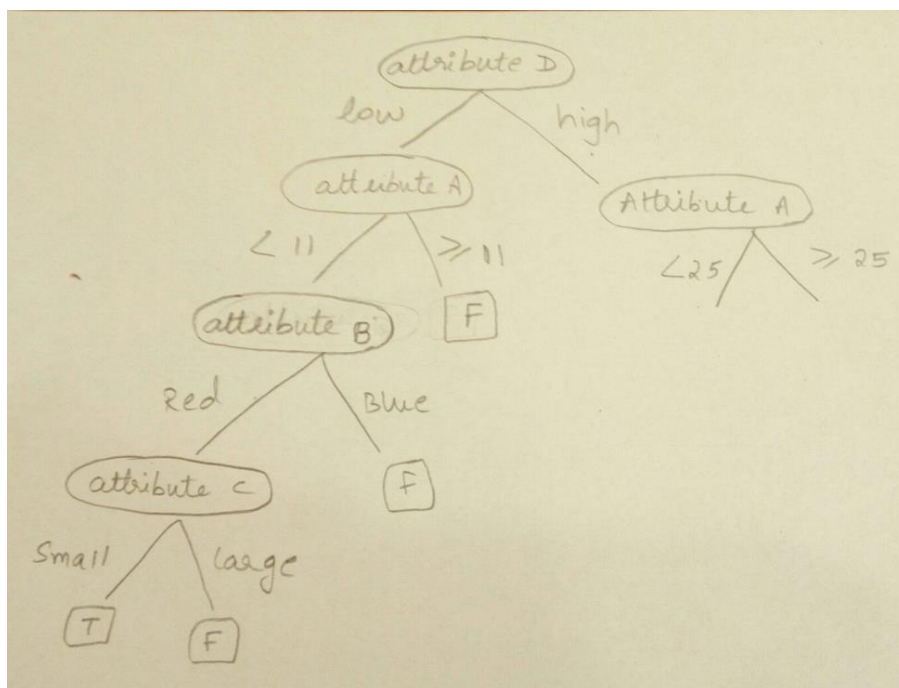 attribute D
low
high
attribute A
Attribute A
< 11
≥ 11
<25
≥ 25
attribute B
F
Red
Blue
attribute C
F
Small
large
T
F